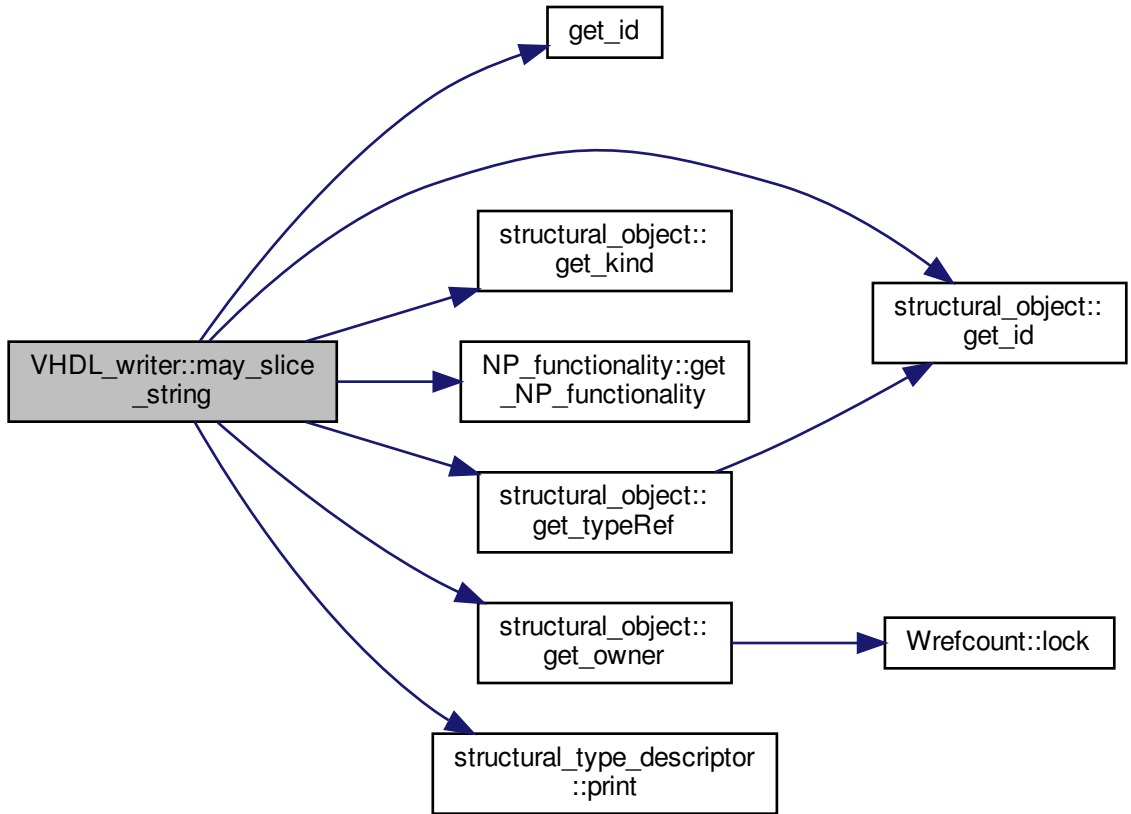 get_id
structural_object::
get_kind
structural_object::
get_id
VHDL_writer::may_slice
_string
NP_functionality::get
_NP_functionality
structural_object::
get_typeRef
structural_object::
get_owner
Wrefcount::lock
structural_type_descriptor
::print